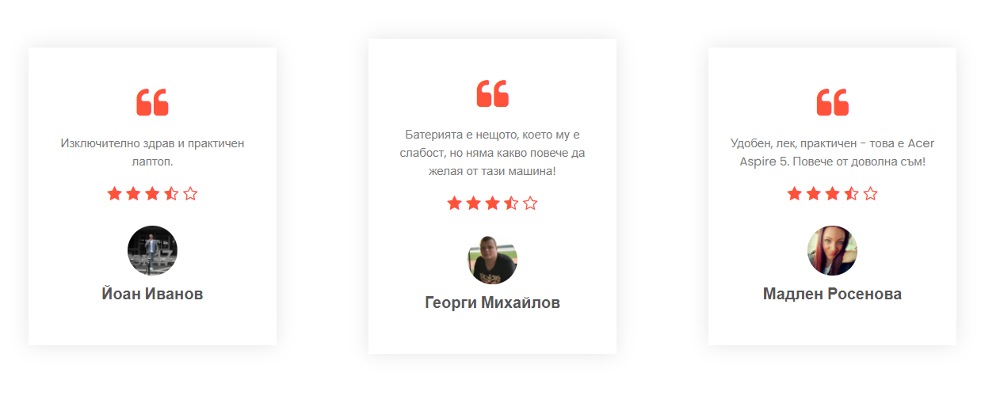 Изключително здрав и практичен
лаптоп.
Йоан Иванов
Батерията е нещото, което му е
слабост, но няма какво повече да
желая от тази машина!
Георги Михайлов
Удобен, лек, практичен - това е Acer
Aspire 5. Повече от доволна съм!
Мадлен Росенова